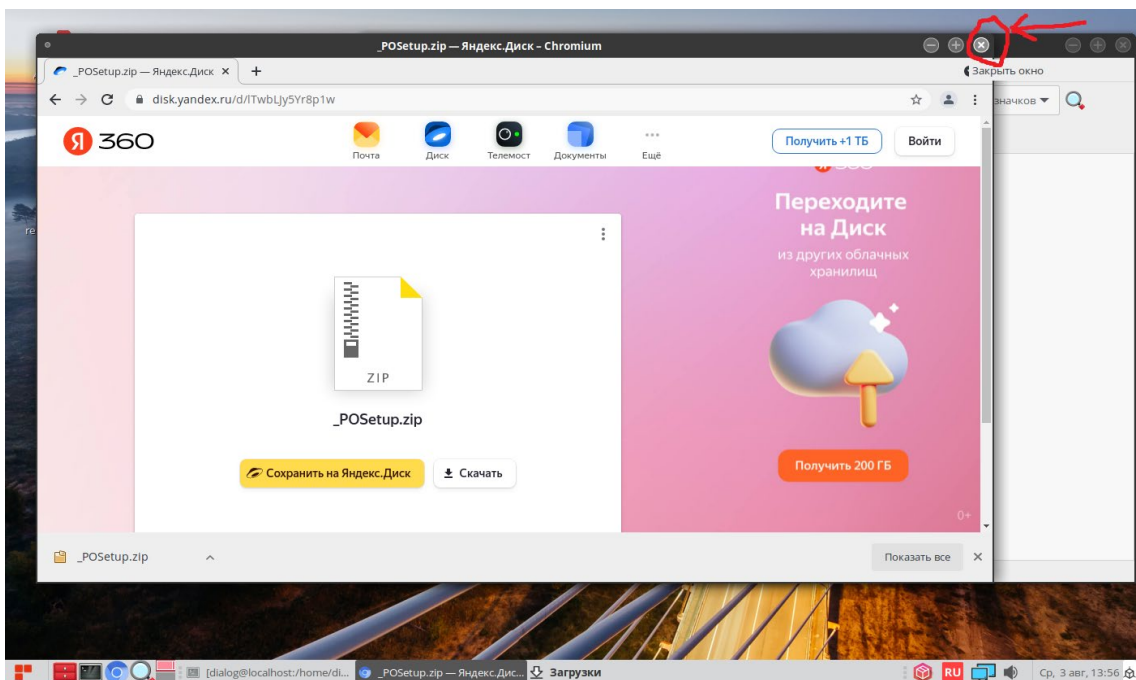 _POSetup.zip — Яндекс.Диск – Chromium
_POSetup.zip — Яндекс.Диск
Закрыть окно
disk.yandex.ru/d/lTwbLJy5Yr8p1w
значков
Я 360
Почта
Диск
Телемост
Документы
Ещё
Получить +1 ТБ
Войти
Переходите
на Диск
из других облачных
хранилищ
ZIP
_POSetup.zip
Сохранить на Яндекс.Диск
Скачать
Получить 200 ГБ
0+
_POSetup.zip
Показать все
re
[dialog@localhost:/home/di...
_POSetup.zip — Яндекс.Дис...
Загрузки
RU
Ср, 3 авг, 13:56